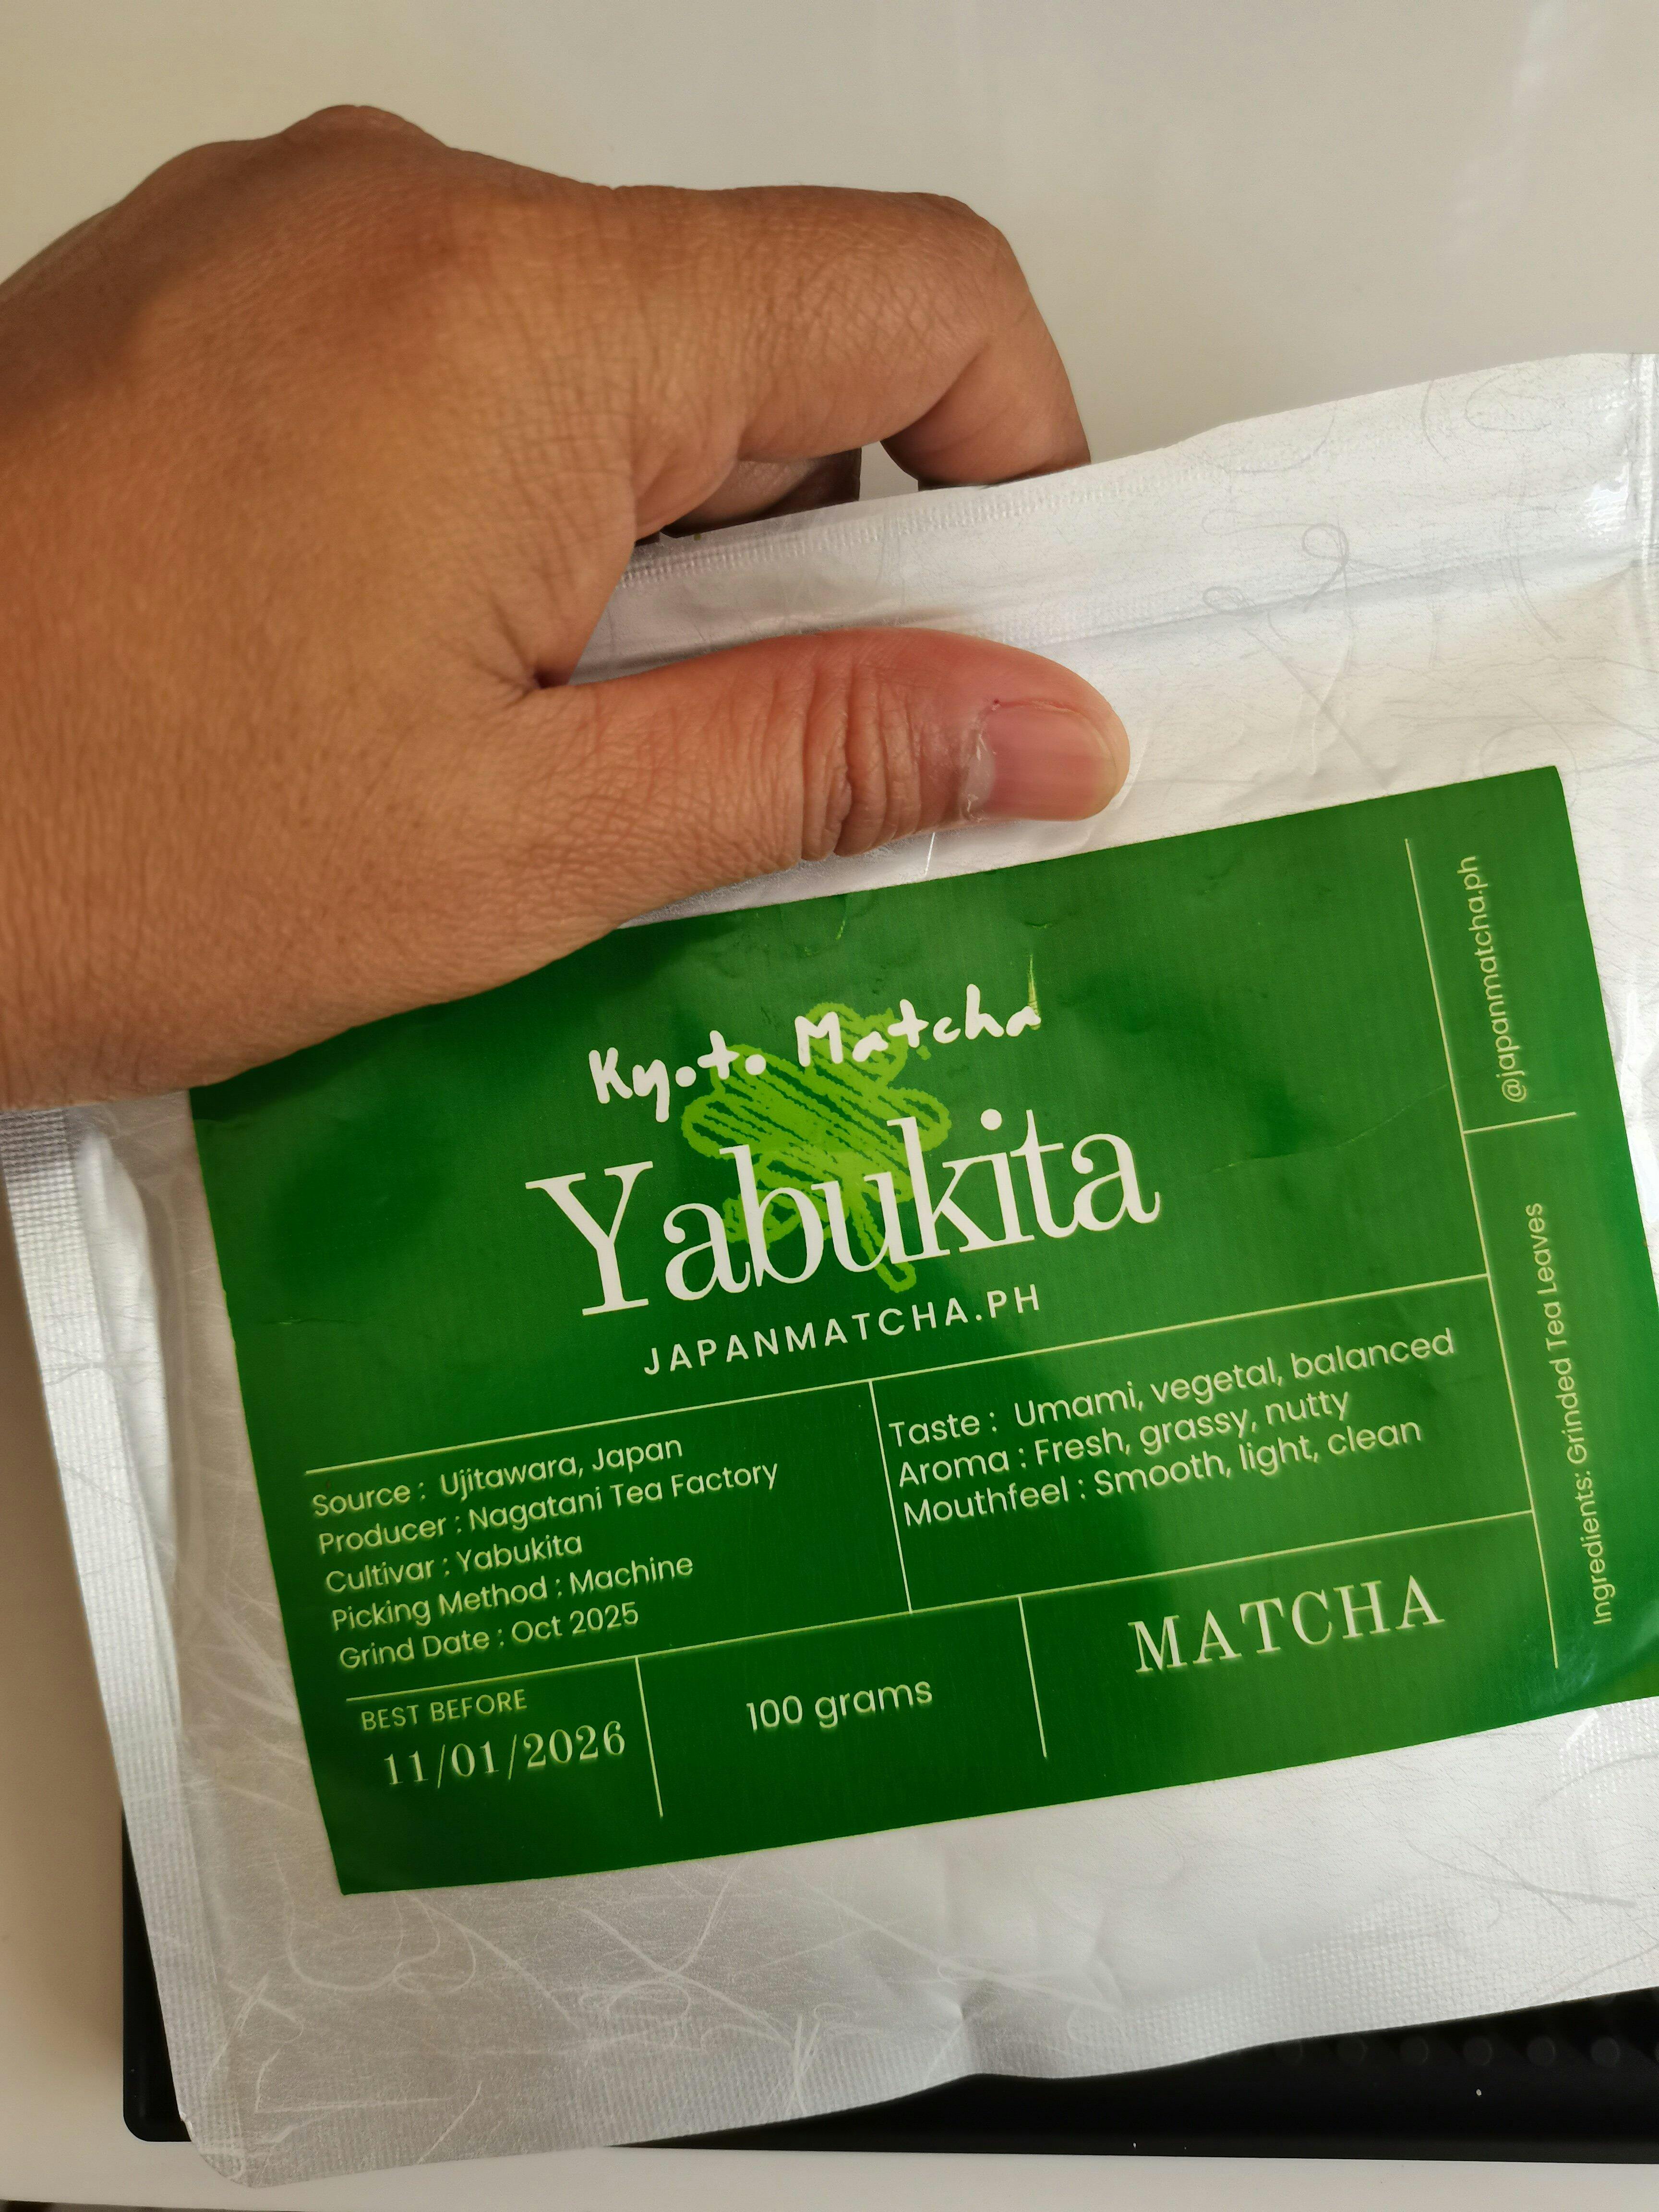 Kyoto Matcha
Yabukita
JAPANMATCHA.PH
Source : Ujitawara, Japan
Producer : Nagatani Tea Factory
Cultivar : Yabukita
Picking Method : Machine
Grind Date : Oct 2025
Taste : Umami, vegetal, balanced
Aroma : Fresh, grassy, nutty
Mouthfeel : Smooth, light, clean
BEST BEFORE
11/01/2026
100 grams
MATCHA
@japanmatcha.ph
Ingredients: Grinded Tea Leaves